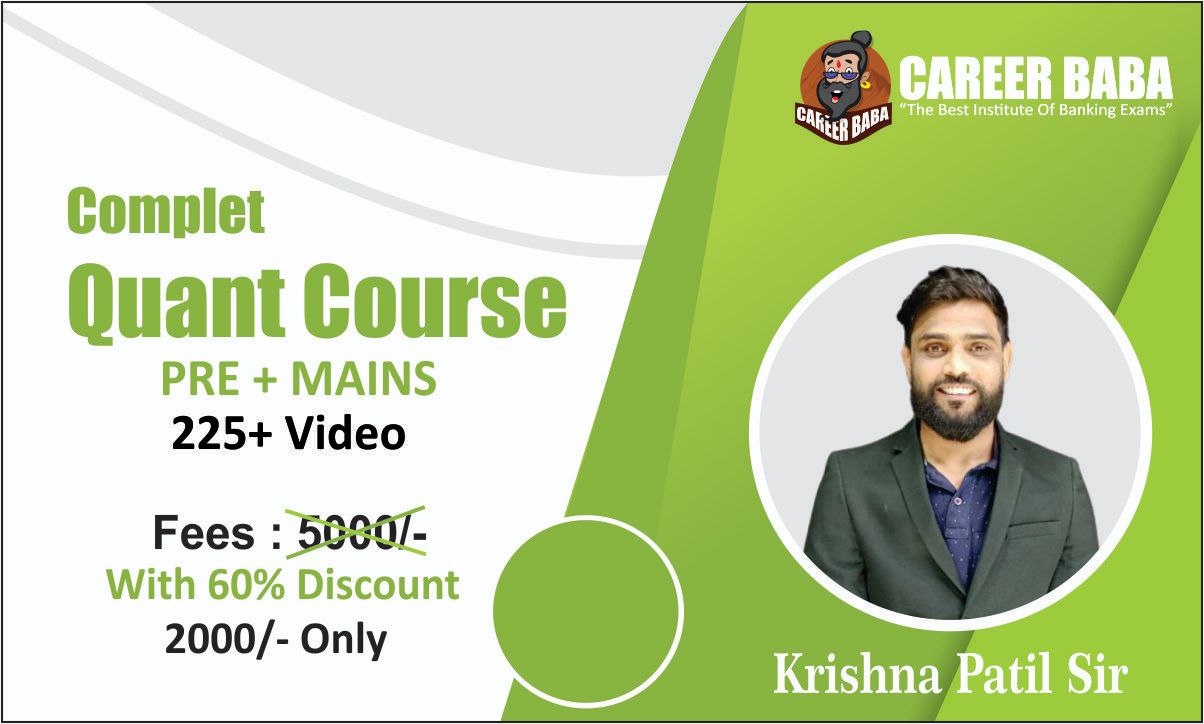 CAREER BABA
CAREER BABA
“The Best Institute Of Banking Exams”
Complet
Quant Course
PRE + MAINS
225+ Video
Fees : 5000/-
With 60% Discount
2000/- Only
Krishna Patil Sir